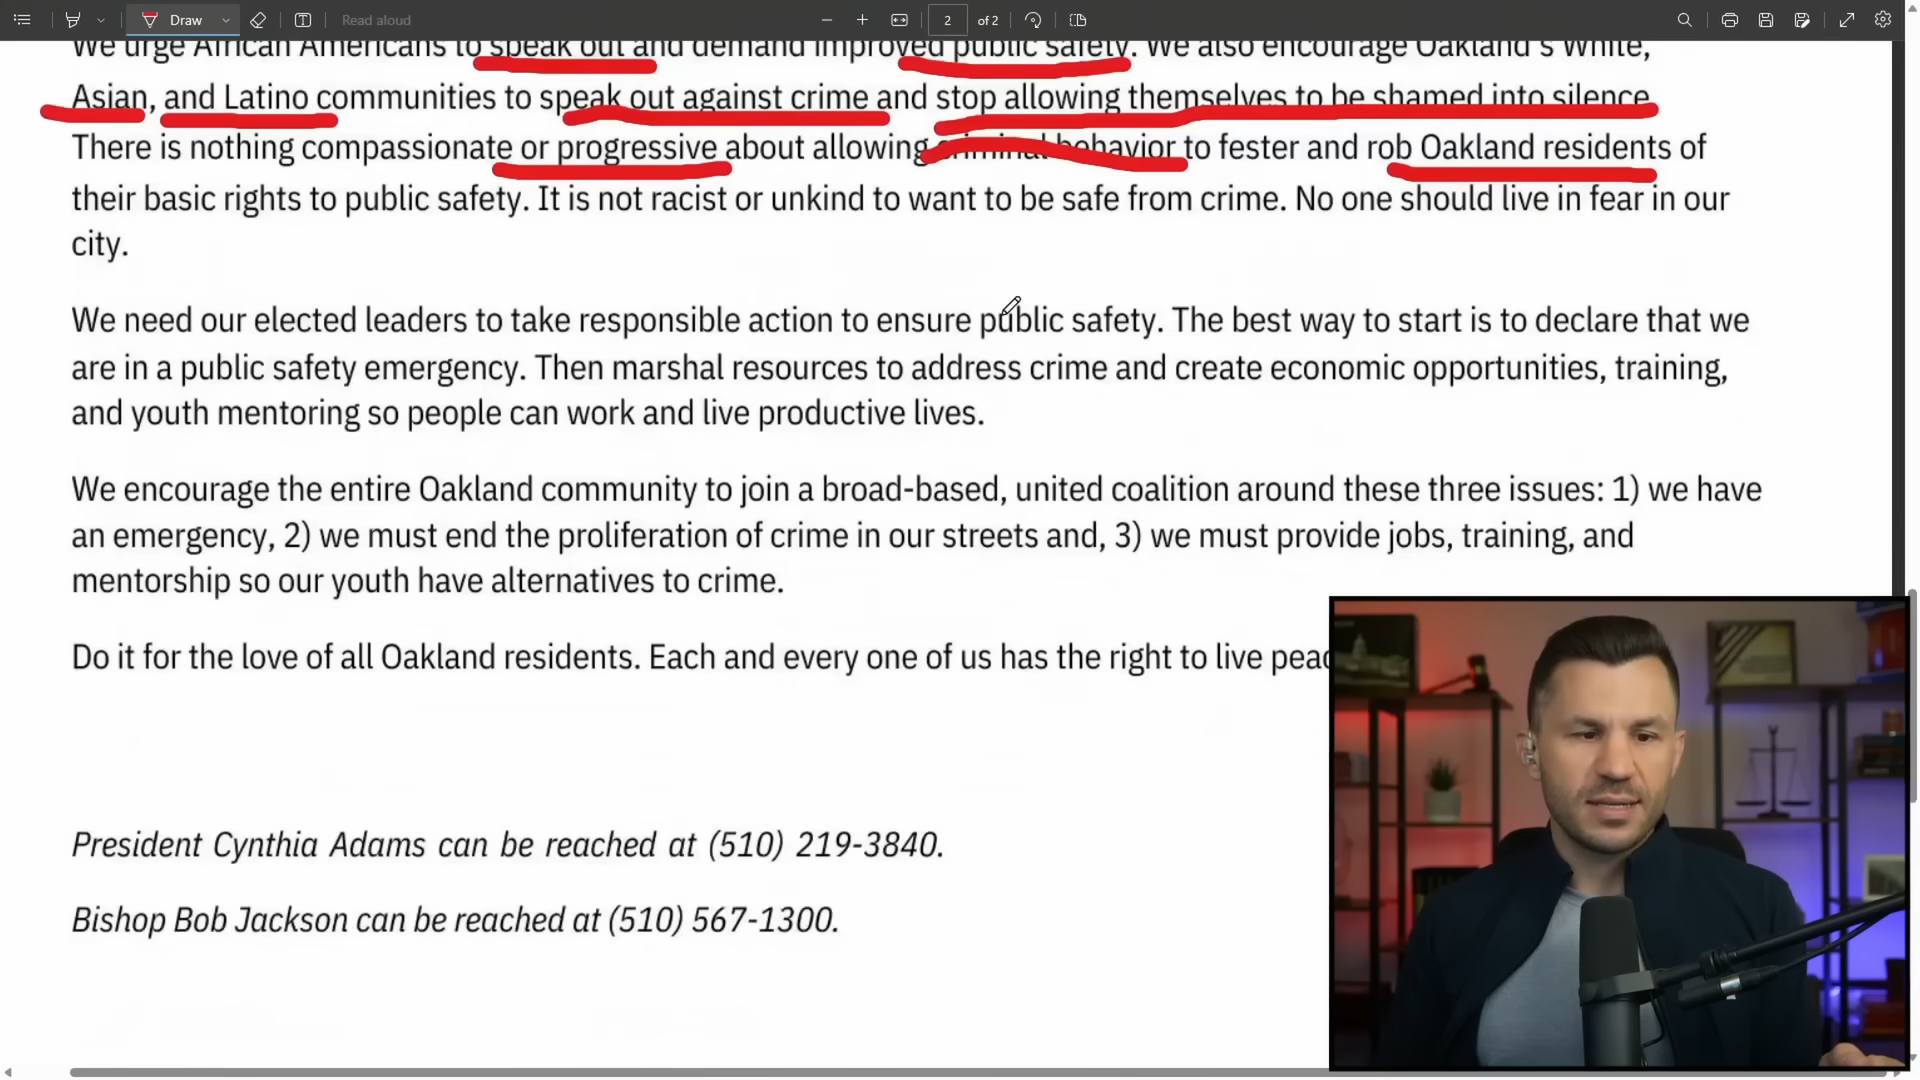 Draw
Read aloud
2
of 2
We urge African Americans to speak out and demand improved public safety. We also encourage Oakland's White,
Asian, and Latino communities to speak out against crime and stop allowing themselves to be shamed into silence
There is nothing compassionate or progressive about allowing criminal behavior to fester and rob Oakland residents of
their basic rights to public safety. It is not racist or unkind to want to be safe from crime. No one should live in fear in our
city.
We need our elected leaders to take responsible action to ensure public safety. The best way to start is to declare that we
are in a public safety emergency. Then marshal resources to address crime and create economic opportunities, training,
and youth mentoring so people can work and live productive lives.
We encourage the entire Oakland community to join a broad-based, united coalition around these three issues: 1) we have
an emergency, 2) we must end the proliferation of crime in our streets and, 3) we must provide jobs, training, and
mentorship so our youth have alternatives to crime.
Do it for the love of all Oakland residents. Each and every one of us has the right to live
President Cynthia Adams can be reached at (510) 219-3840.
Bishop Bob Jackson can be reached at (510) 567-1300.